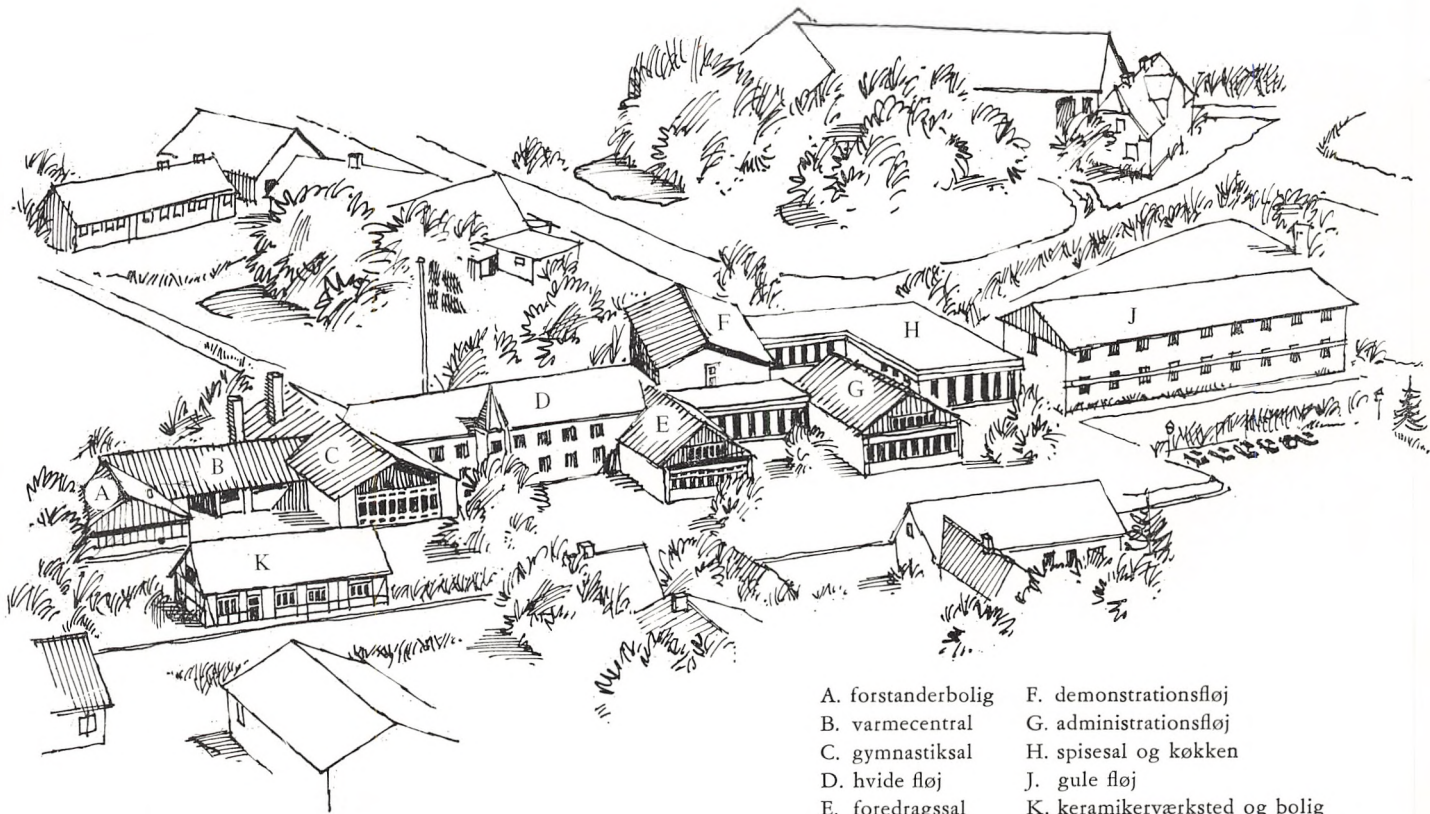 F
H
J
D
G
E
B
C
A
K
A. forstanderbolig
B. varmecentral
C. gymnastiksal
D. hvide fløj
E. foredragssal
F. demonstrationsfløj
G. administrationsfløj
H. spisesal og køkken
J. gule fløj
K. keramikerværksted og bolig